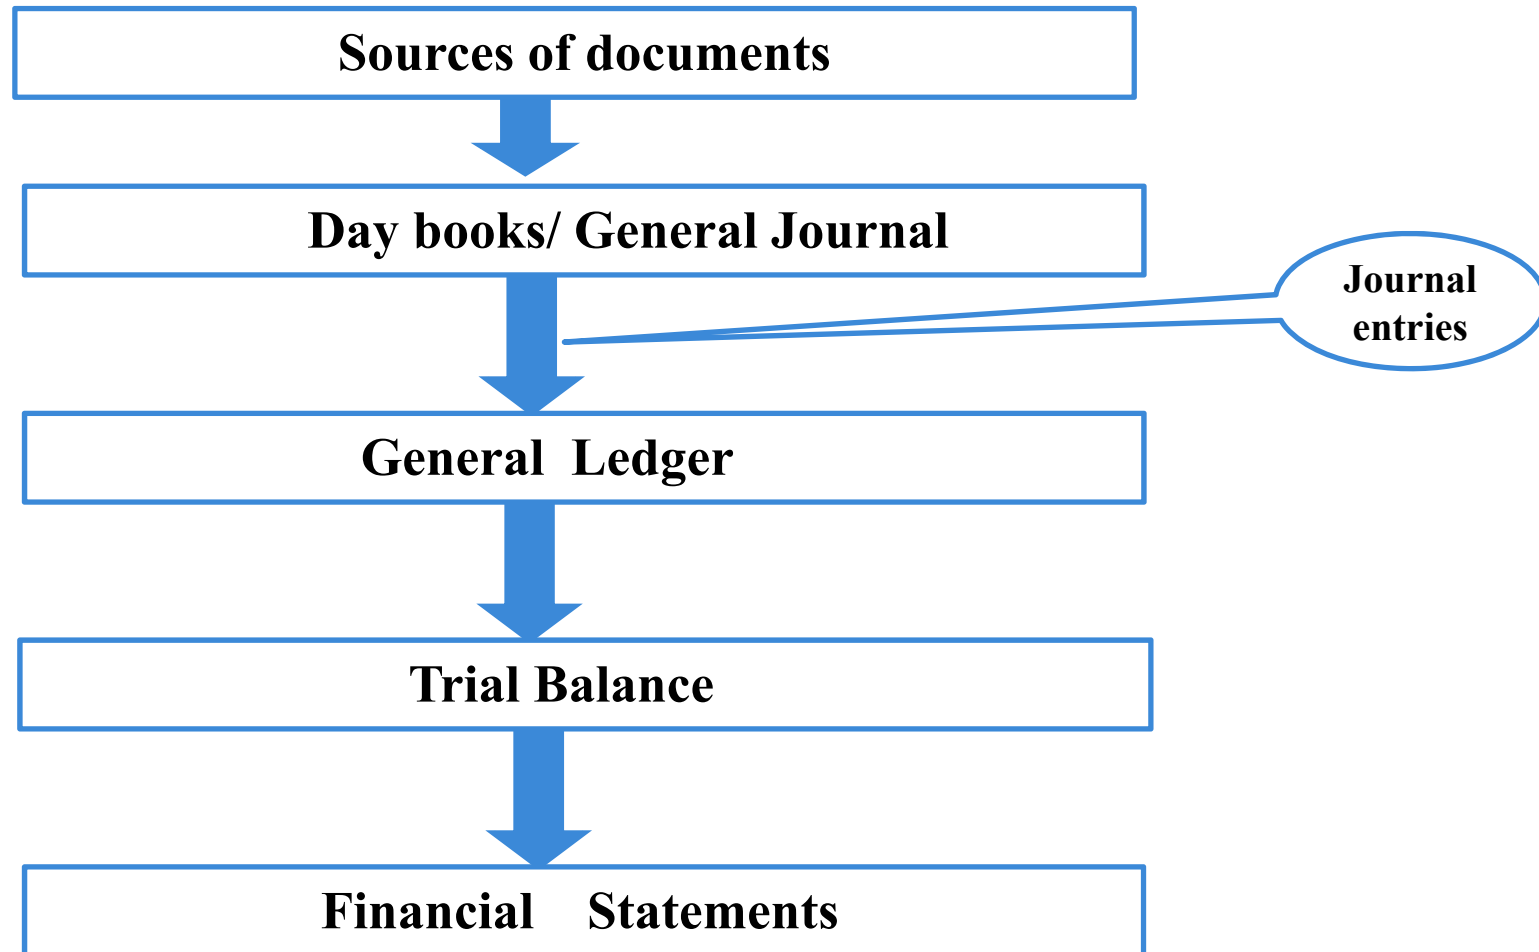 Sources of documents
Day books/ General Journal
Journal
entries
General  Ledger
Trial Balance
Financial    Statements